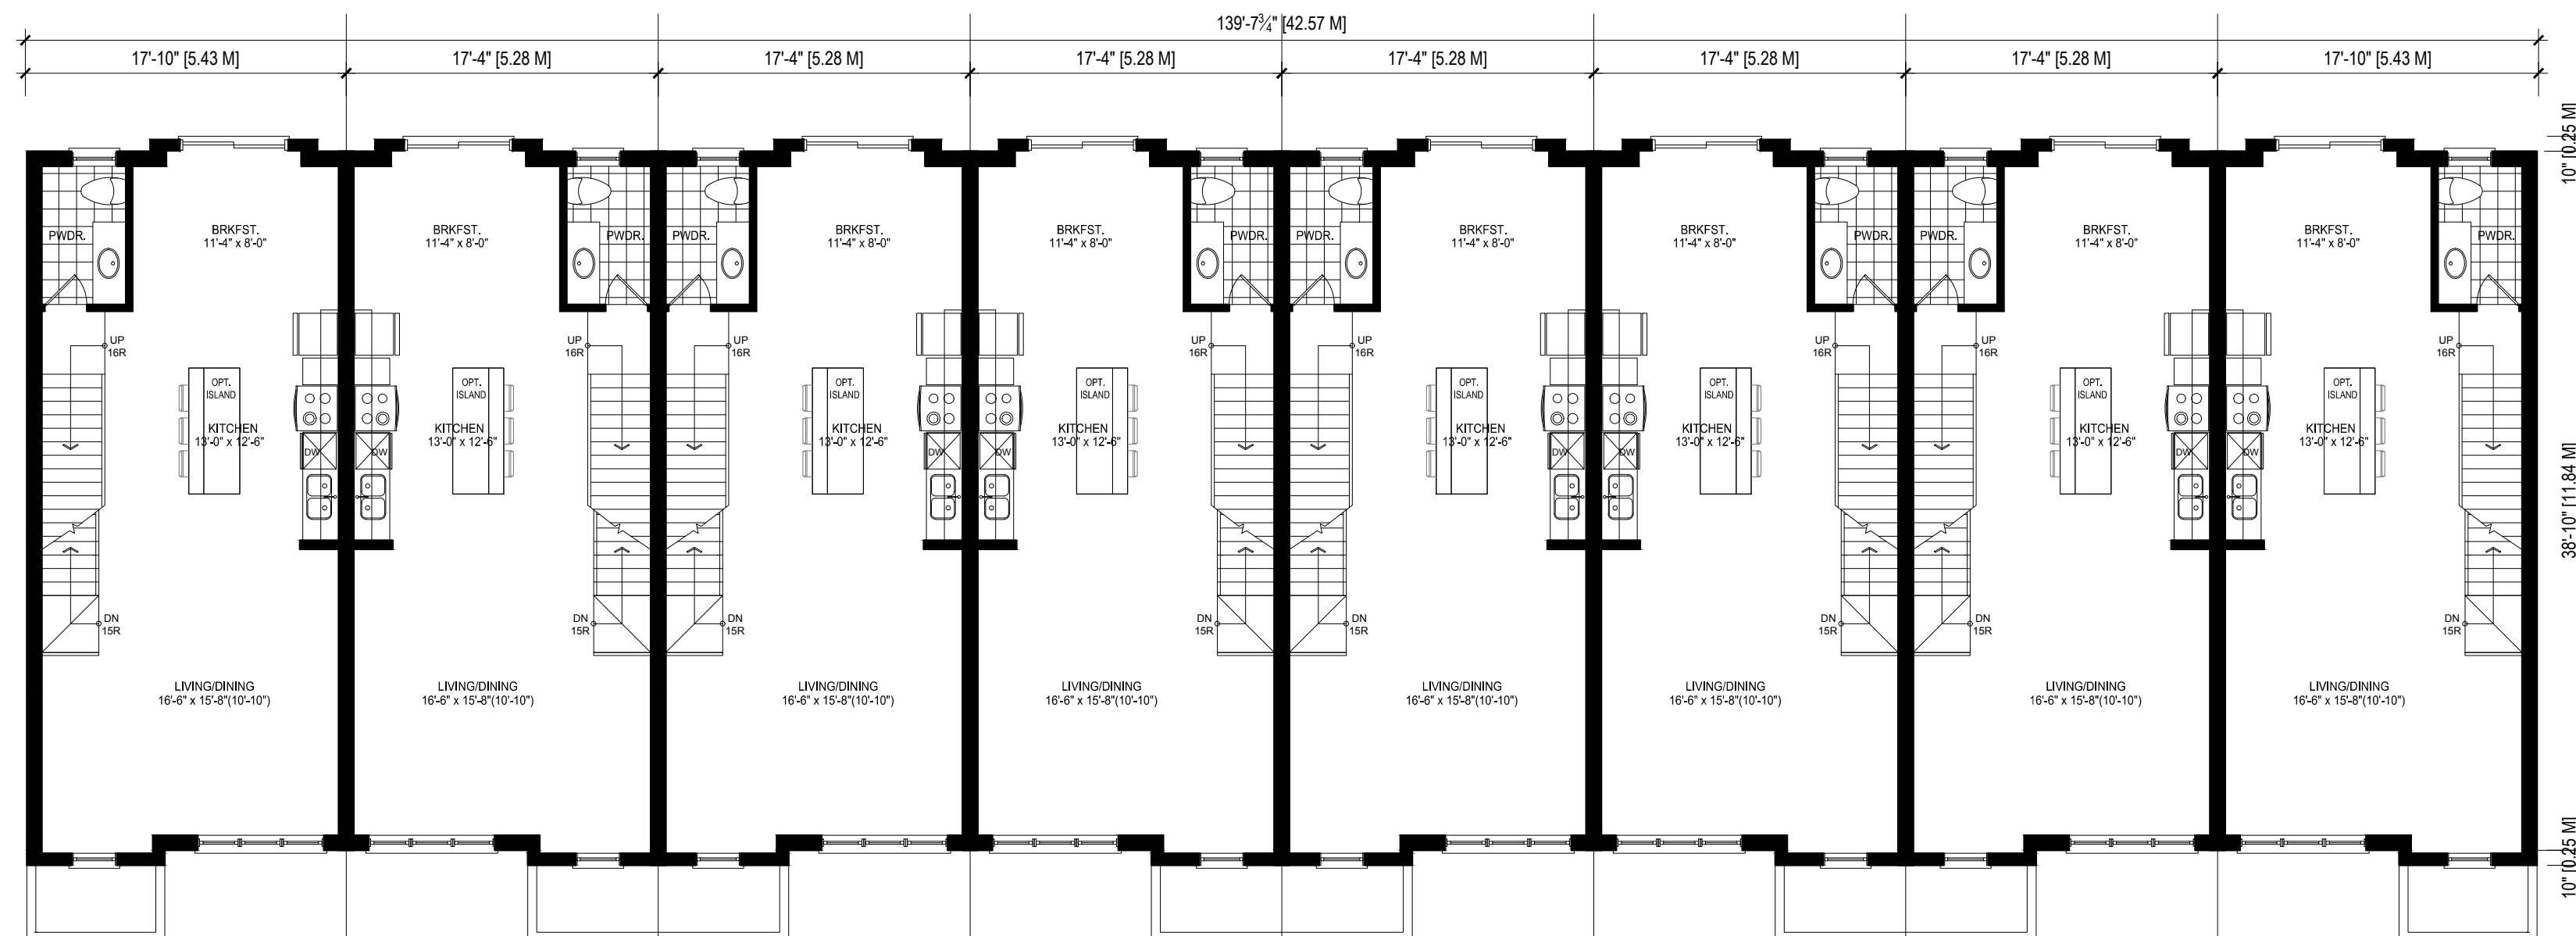 139'-7¾" [42.57 M]
17'-10" [5.43 M]
17'-4" [5.28 M]
17'-4" [5.28 M]
17'-4" [5.28 M]
17'-4" [5.28 M]
17'-4" [5.28 M]
17'-4" [5.28 M]
17'-10" [5.43 M]
10" [0.25 M]
38'-10" [11.84 M]
10" [0.25 M]
PWDR.
BRKFST.
11'-4" x 8'-0"
UP
16R
OPT.
ISLAND
KITCHEN
13'-0" x 12'-6"
DW
DN
15R
LIVING/DINING
16'-6" x 15'-8"(10'-10")
BRKFST.
11'-4" x 8'-0"
PWDR.
UP
16R
OPT.
ISLAND
KITCHEN
13'-0" x 12'-6"
DW
DN
15R
LIVING/DINING
16'-6" x 15'-8"(10'-10")
PWDR.
BRKFST.
11'-4" x 8'-0"
UP
16R
OPT.
ISLAND
KITCHEN
13'-0" x 12'-6"
DW
DN
15R
LIVING/DINING
16'-6" x 15'-8"(10'-10")
BRKFST.
11'-4" x 8'-0"
PWDR.
UP
16R
OPT.
ISLAND
KITCHEN
13'-0" x 12'-6"
DW
DN
15R
LIVING/DINING
16'-6" x 15'-8"(10'-10")
PWDR.
BRKFST.
11'-4" x 8'-0"
UP
16R
OPT.
ISLAND
KITCHEN
13'-0" x 12'-6"
DW
DN
15R
LIVING/DINING
16'-6" x 15'-8"(10'-10")
BRKFST.
11'-4" x 8'-0"
PWDR.
UP
16R
OPT.
ISLAND
KITCHEN
13'-0" x 12'-6"
DW
DN
15R
LIVING/DINING
16'-6" x 15'-8"(10'-10")
PWDR.
BRKFST.
11'-4" x 8'-0"
UP
16R
OPT.
ISLAND
KITCHEN
13'-0" x 12'-6"
DW
DN
15R
LIVING/DINING
16'-6" x 15'-8"(10'-10")
BRKFST.
11'-4" x 8'-0"
PWDR.
UP
16R
OPT.
ISLAND
KITCHEN
13'-0" x 12'-6"
DW
DN
15R
LIVING/DINING
16'-6" x 15'-8"(10'-10")